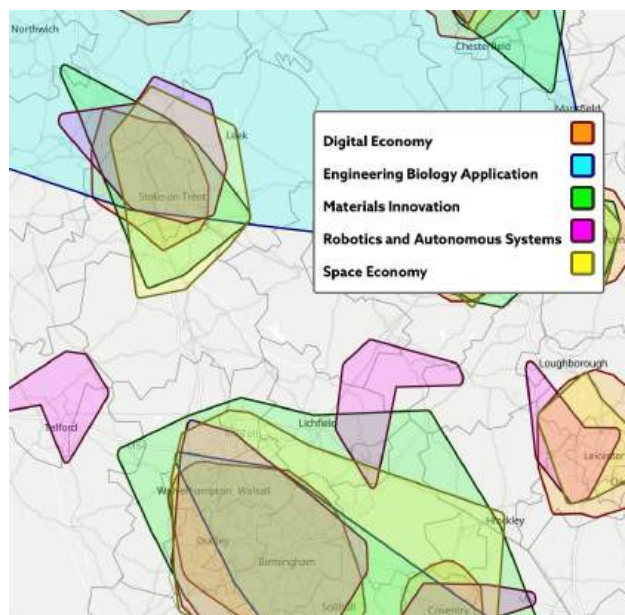 Northwich
Chesterfield
Mansfield
Leek
Digital Economy
Engineering Biology Application
Materials Innovation
Robotics and Autonomous Systems
Space Economy
Stoke-on-Trent
Loughborough
Telford
Lichfield
Leicester
Wolverhampton Walsall
Hinckley
Dudley
Birmingham
Solihull
Coventry